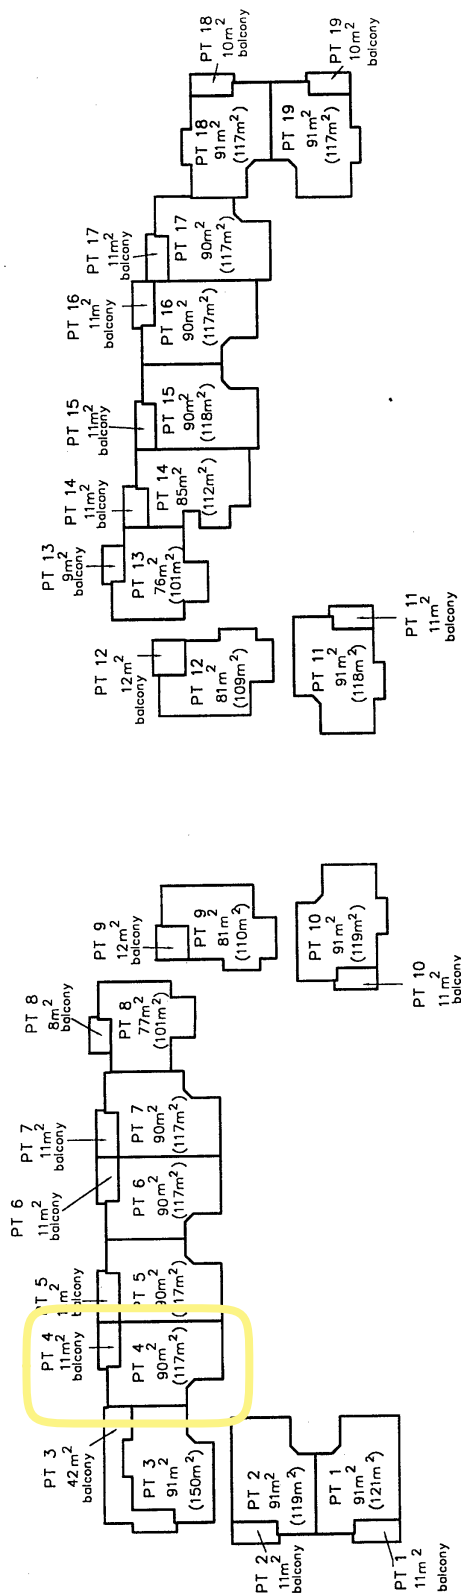 PT 3
42m²
balcony
PT 3
91m²
(150m²)
PT 2
91m²
(119m²)
PT 2
11m²
balcony
PT 1
91m²
(121m²)
PT 1
11m²
balcony
PT 4
11m²
balcony
PT 4
90m²
(117m²)
PT 5
11m²
balcony
PT 5
90m²
(117m²)
PT 6
11m²
balcony
PT 6
90m²
(117m²)
PT 7
11m²
balcony
PT 7
90m²
(117m²)
PT 8
8m²
balcony
PT 8
77m²
(101m²)
PT 9
12m²
balcony
PT 9
81m²
(110m²)
PT 10
91m²
(119m²)
PT 10
11m²
balcony
PT 12
12m²
balcony
PT 12
81m²
(109m²)
PT 11
91m²
(118m²)
PT 11
11m²
balcony
PT 13
9m²
balcony
PT 13
76m²
(101m²)
PT 14
11m²
balcony
PT 14
85m²
(112m²)
PT 15
11m²
balcony
PT 15
90m²
(118m²)
PT 16
11m²
balcony
PT 16
90m²
(117m²)
PT 17
11m²
balcony
PT 17
90m²
(117m²)
PT 18
10m²
balcony
PT 18
91m²
(117m²)
PT 19
10m²
balcony
PT 19
91m²
(117m²)